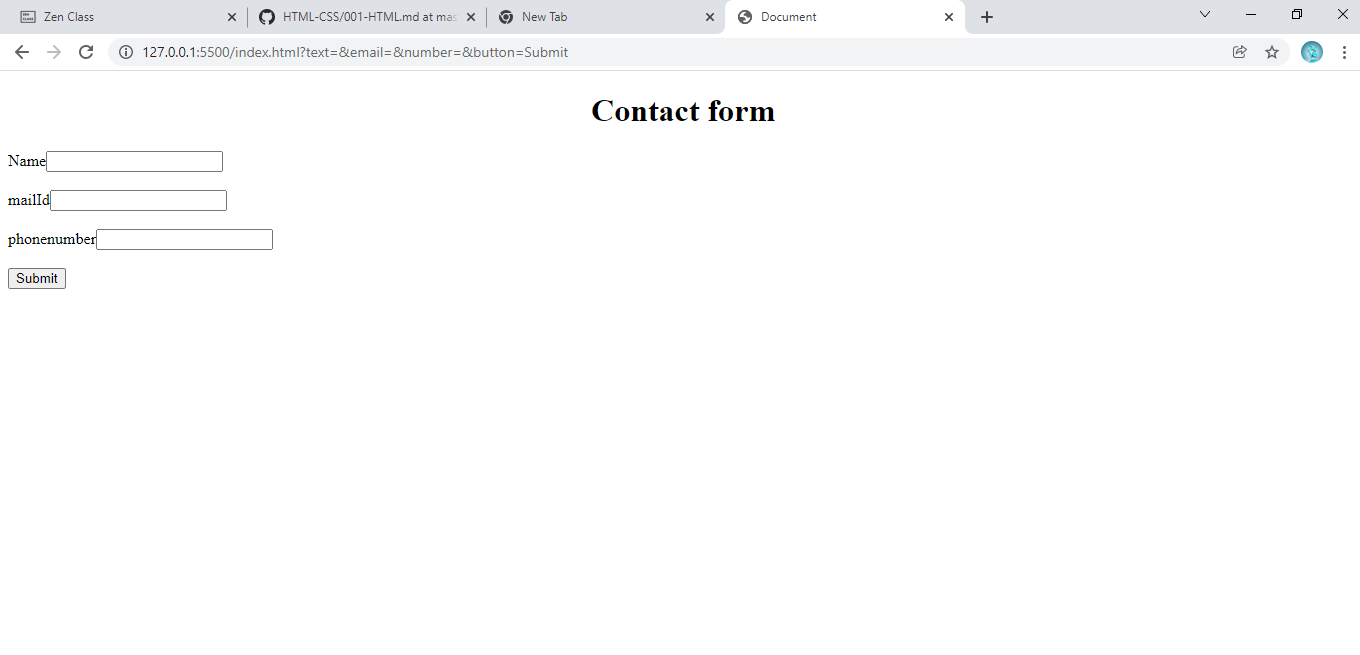 Zen Class
HTML-CSS/001-HTML.md at mas
New Tab
Document
127.0.0.1:5500/index.html?text=&email=&number=&button=Submit
Contact form
Name
mailId
phonenumber
Submit